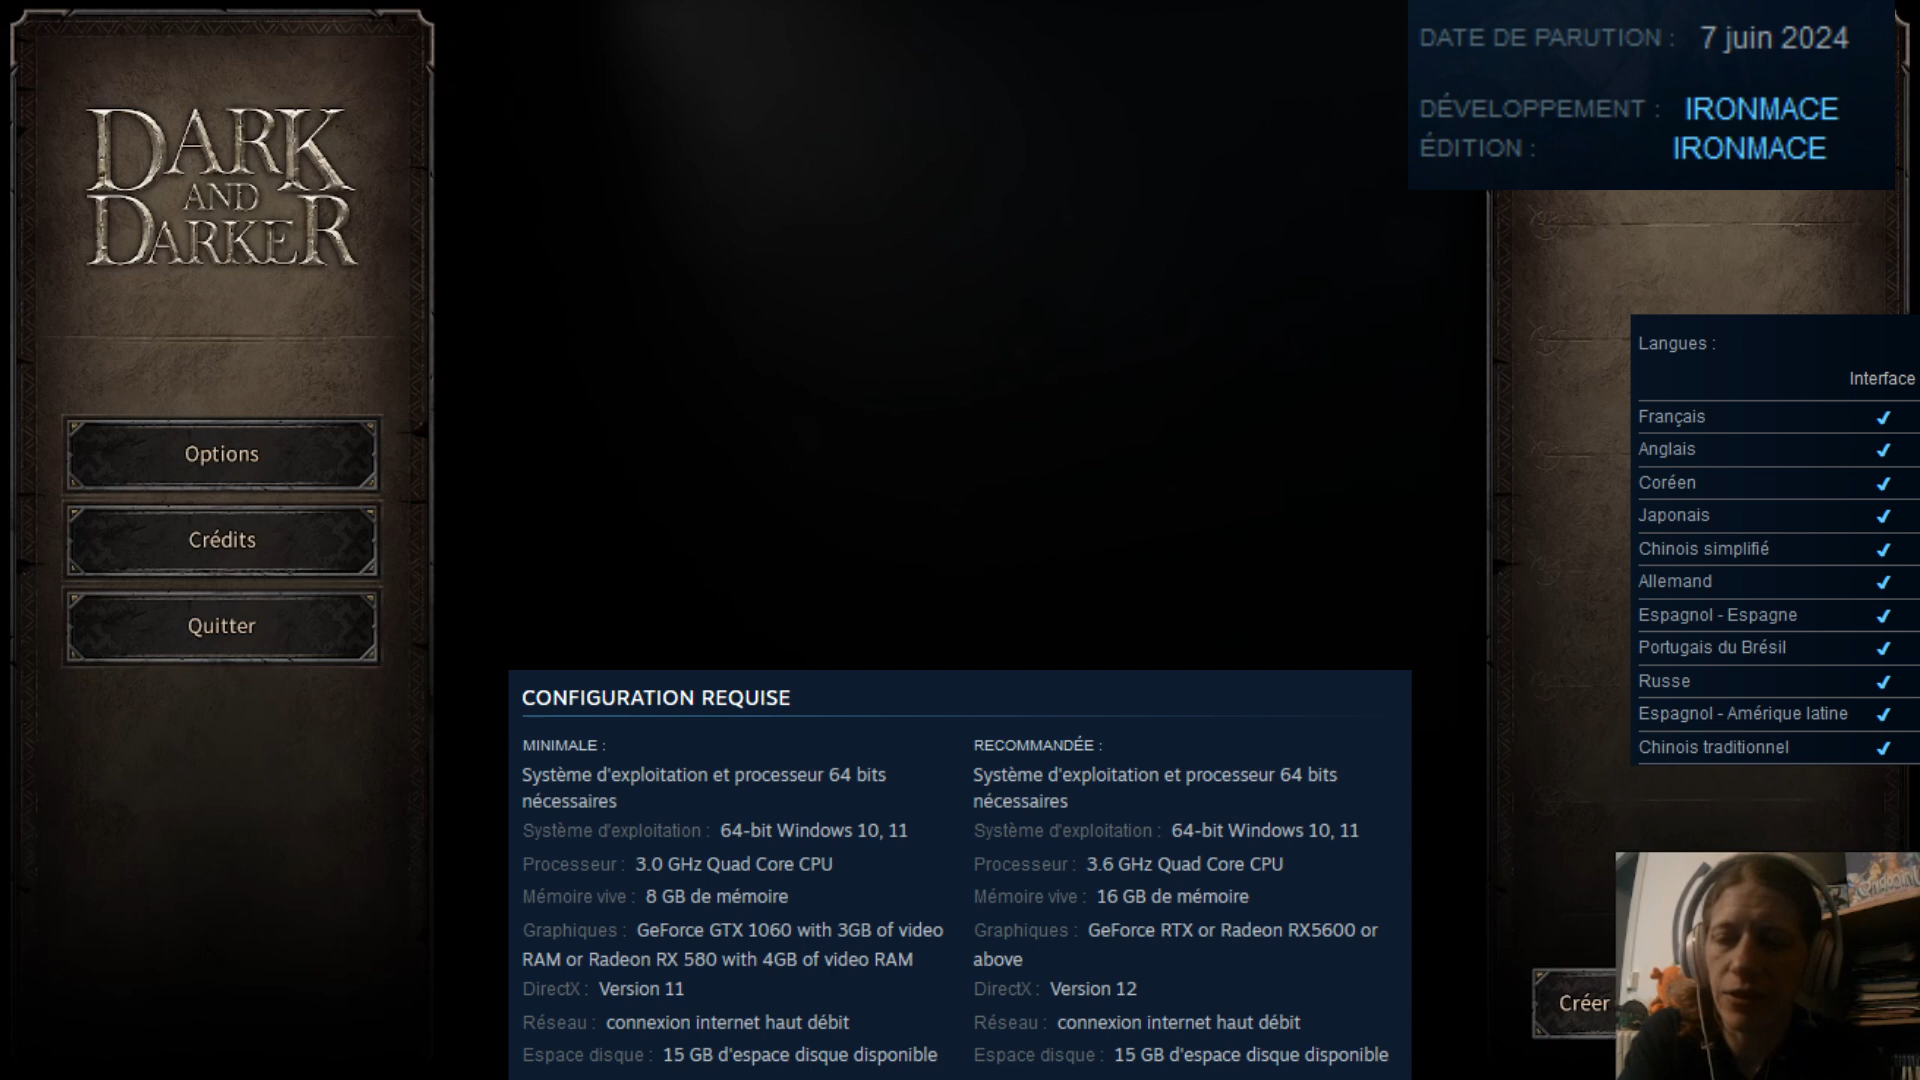 DARK
AND
DARKER
Options
Crédits
Quitter
DATE DE PARUTION : 7 juin 2024
DÉVELOPPEMENT : IRONMACE
ÉDITION : IRONMACE
Langues :
Interface
Français ✔
Anglais ✔
Coréen ✔
Japonais ✔
Chinois simplifié ✔
Allemand ✔
Espagnol - Espagne ✔
Portugais du Brésil ✔
Russe ✔
Espagnol - Amérique latine ✔
Chinois traditionnel ✔
CONFIGURATION REQUISE
MINIMALE :
Système d'exploitation et processeur 64 bits
nécessaires
Système d'exploitation : 64-bit Windows 10, 11
Processeur : 3.0 GHz Quad Core CPU
Mémoire vive : 8 GB de mémoire
Graphiques : GeForce GTX 1060 with 3GB of video
RAM or Radeon RX 580 with 4GB of video RAM
DirectX : Version 11
Réseau : connexion internet haut débit
Espace disque : 15 GB d'espace disque disponible
RECOMMANDÉE :
Système d'exploitation et processeur 64 bits
nécessaires
Système d'exploitation : 64-bit Windows 10, 11
Processeur : 3.6 GHz Quad Core CPU
Mémoire vive : 16 GB de mémoire
Graphiques : GeForce RTX or Radeon RX5600 or
above
DirectX : Version 12
Réseau : connexion internet haut débit
Espace disque : 15 GB d'espace disque disponible
Créer